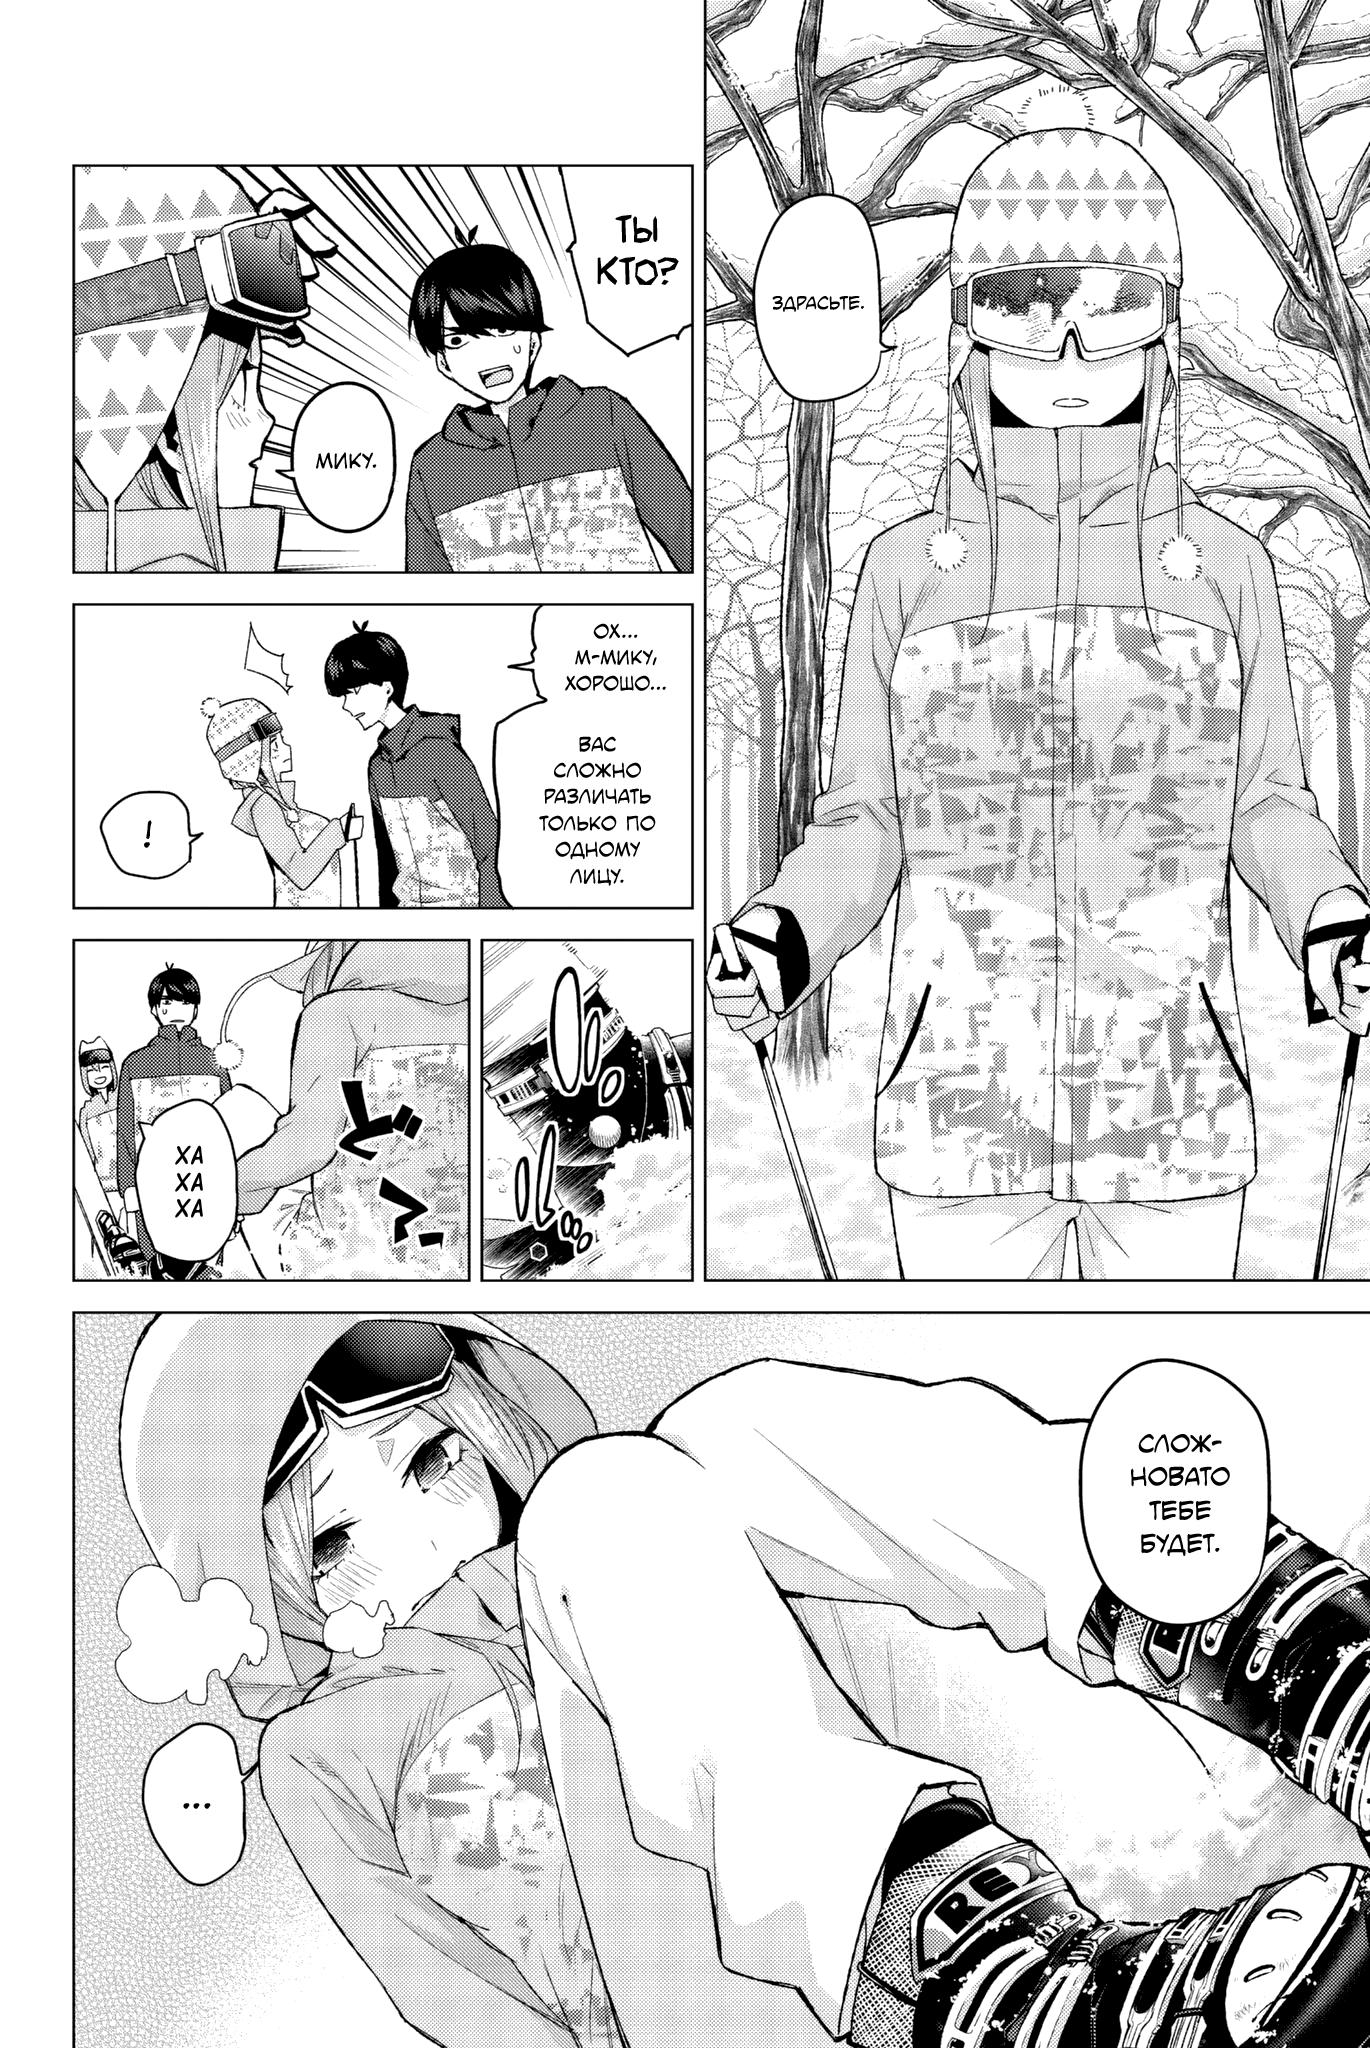 ЗДРАСЬТЕ.
ТЫ
КТО?
МИКУ.
ОХ...
М-МИКУ,
ХОРОШО...
ВАС
СЛОЖНО
РАЗЛИЧАТЬ
ТОЛЬКО ПО
ОДНОМУ
ЛИЦУ.
!
ХА
ХА
ХА
СЛОЖ-
НОВАТО
ТЕБЕ
БУДЕТ.
...
REX